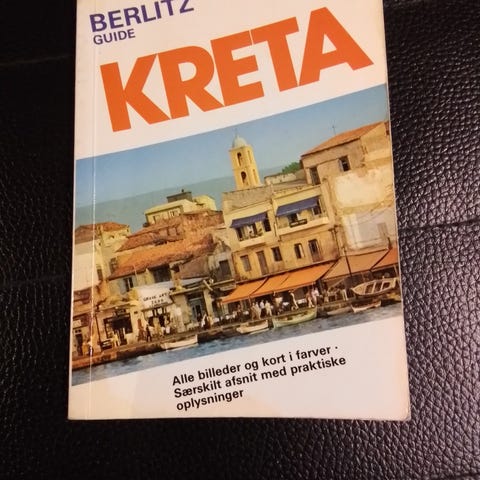 BERLITZ
GUIDE
KRETA
Alle billeder og kort i farver ·
Særskilt afsnit med praktiske
oplysninger